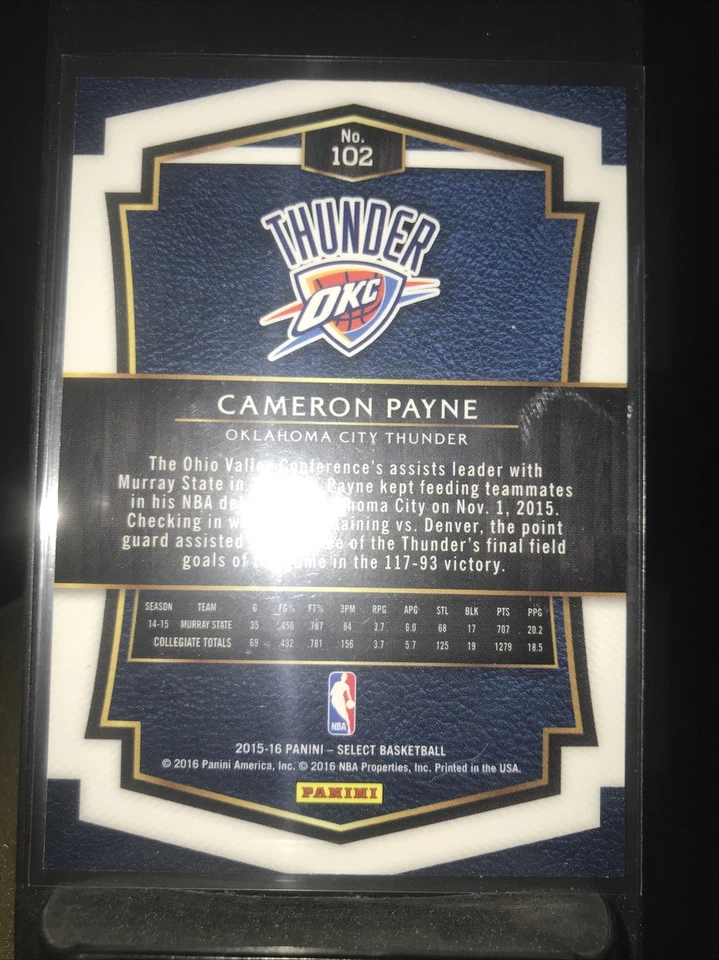 No.
102
THUNDER
OKC
CAMERON PAYNE
OKLAHOMA CITY THUNDER
The Ohio Valley Conference's assists leader with
Murray State in Payne kept feeding teammates
in his NBA homa City on Nov. 1, 2015.
Checking in aining vs. Denver, the point
guard assisted of the Thunder's final field
goals of in the 117-93 victory.
SEASON TEAM G FG% FT% 3PM RPG APG STL BLK PTS PPG
14-15 MURRAY STATE 35 .456 .787 84 3.7 6.0 68 17 707 20.2
COLLEGIATE TOTALS 69 .432 .781 156 3.7 5.7 125 19 1279 18.5
NBA
2015-16 PANINI – SELECT BASKETBALL
© 2016 Panini America, Inc. © 2016 NBA Properties, Inc. Printed in the USA.
PANINI